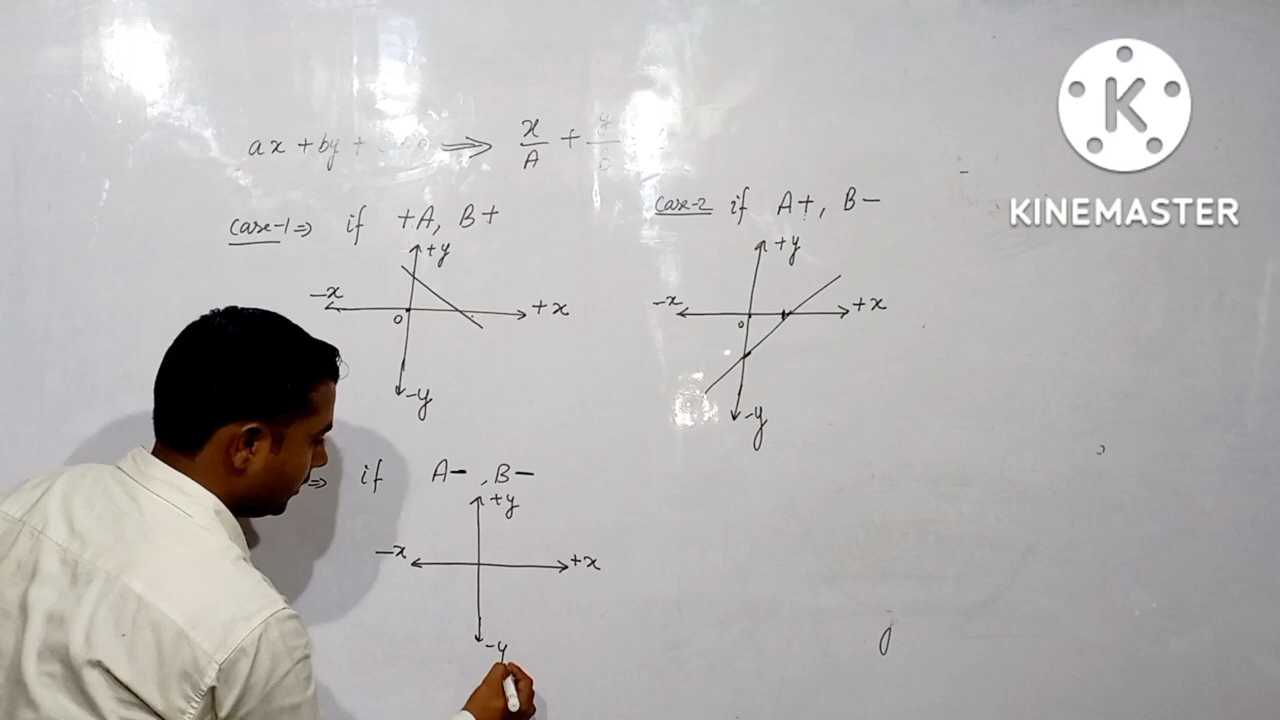 ax + by + ⇒ x/A + y/B
Case-1 ⇒ if +A, B+
+y
-x
+x
0
-y
Case-2 if A+, B-
+y
-x
+x
0
-y
⇒ if A-, B-
+y
-x
+x
-y
KINEMASTER